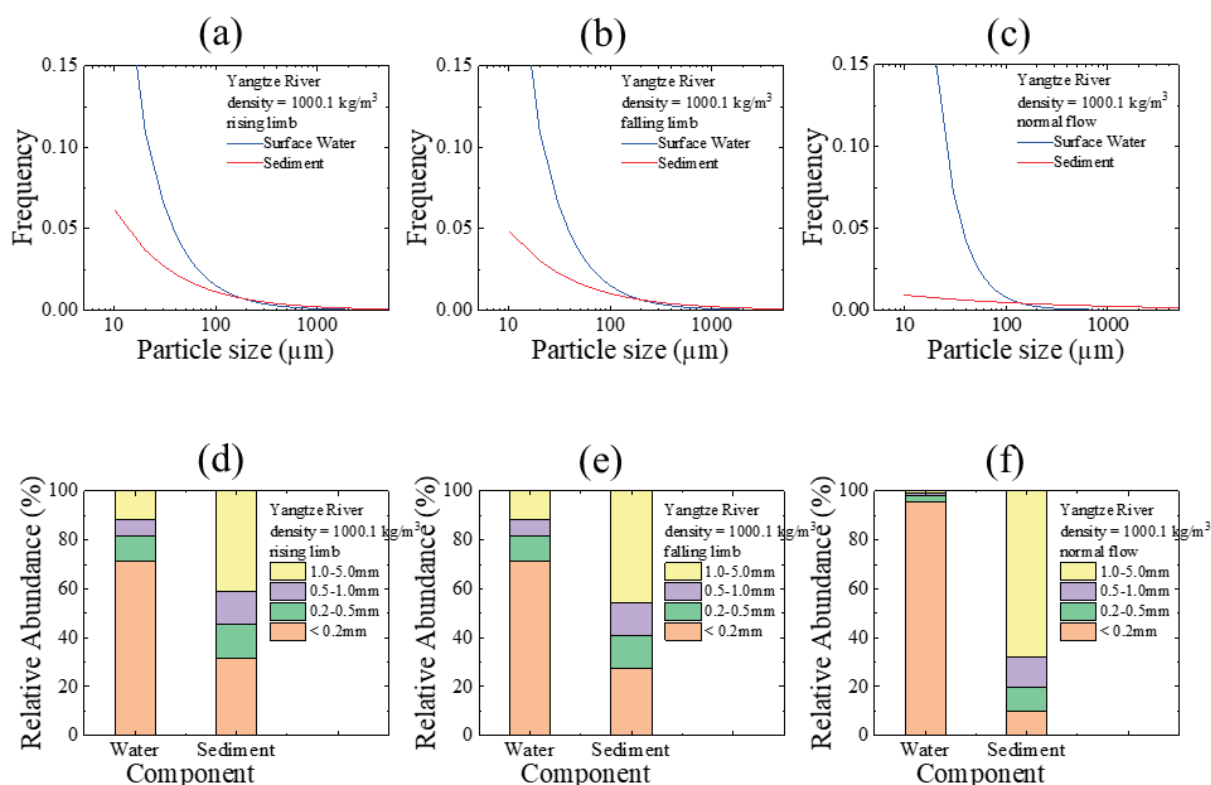 (a)
(b)
(c)
0.15
0.10
0.05
0.00
Frequency
Yangtze River
density = 1000.1 kg/m³
rising limb
Surface Water
Sediment
10
100
1000
Particle size (µm)
0.15
0.10
0.05
0.00
Frequency
Yangtze River
density = 1000.1 kg/m³
falling limb
Surface Water
Sediment
10
100
1000
Particle size (µm)
0.15
0.10
0.05
0.00
Frequency
Yangtze River
density = 1000.1 kg/m³
normal flow
Surface Water
Sediment
10
100
1000
Particle size (µm)
(d)
(e)
(f)
100
80
60
40
20
0
Relative Abundance (%)
Yangtze River
density = 1000.1 kg/m³
rising limb
1.0-5.0mm
0.5-1.0mm
0.2-0.5mm
< 0.2mm
Water
Sediment
Component
100
80
60
40
20
0
Relative Abundance (%)
Yangtze River
density = 1000.1 kg/m³
falling limb
1.0-5.0mm
0.5-1.0mm
0.2-0.5mm
< 0.2mm
Water
Sediment
Component
100
80
60
40
20
0
Relative Abundance (%)
Yangtze River
density = 1000.1 kg/m³
normal flow
1.0-5.0mm
0.5-1.0mm
0.2-0.5mm
< 0.2mm
Water
Sediment
Component